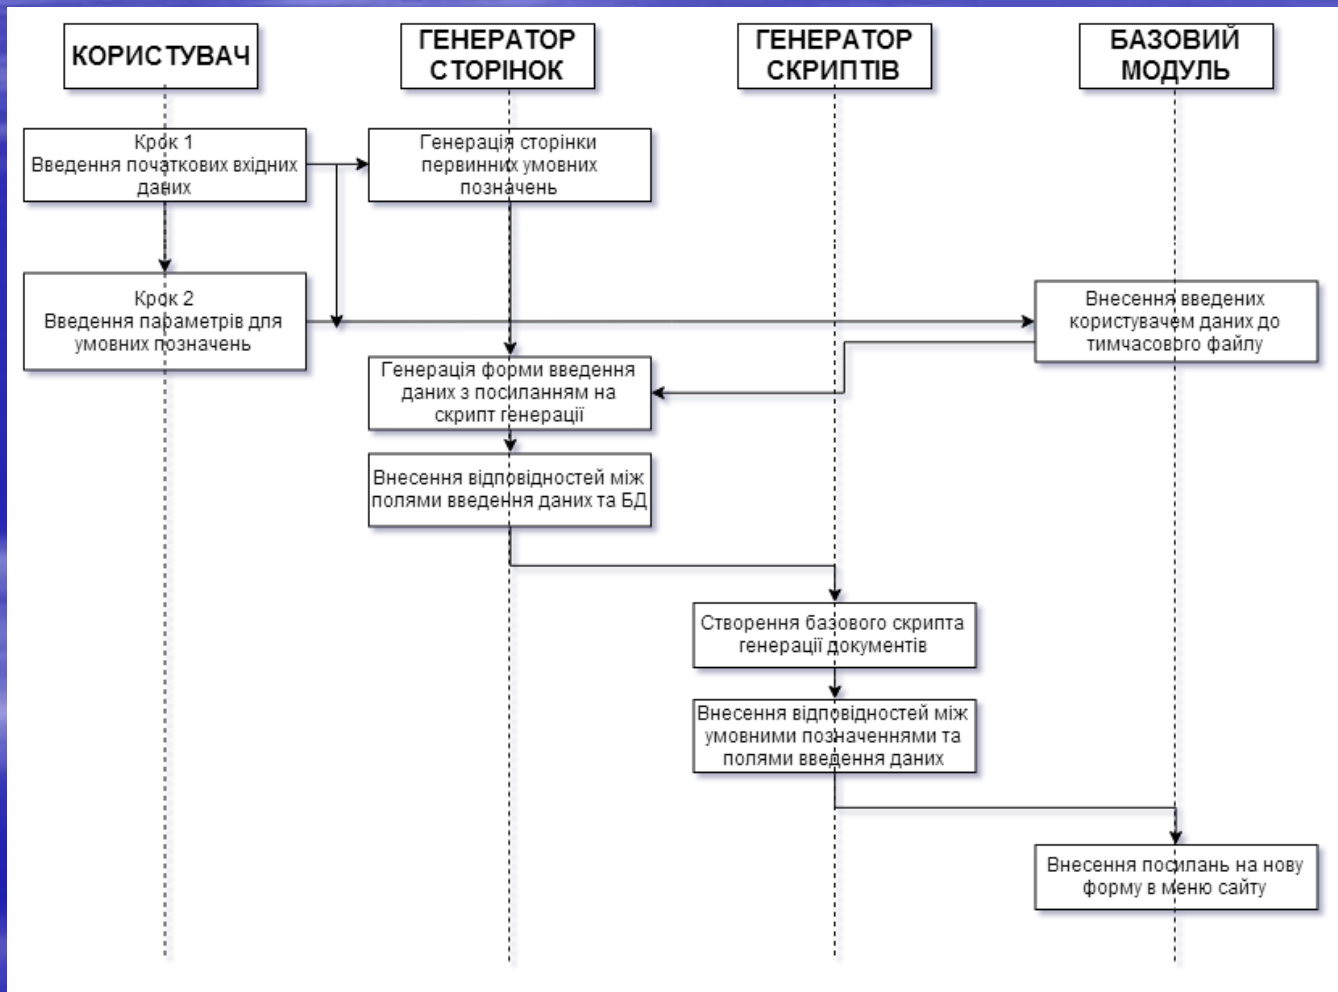 КОРИСТУВАЧ
ГЕНЕРАТОР
СТОРІНОК
ГЕНЕРАТОР
СКРИПТІВ
БАЗОВИЙ
МОДУЛЬ
Крок 1
Введення початкових вхідних
даних
Генерація сторінки
первинних умовних
позначень
Крок 2
Введення параметрів для
умовних позначень
Внесення введених
користувачем даних до
тимчасового файлу
Генерація форми введення
даних з посиланням на
скрипт генерації
Внесення відповідностей між
полями введення даних та БД
Створення базового скрипта
генерації документів
Внесення відповідностей між
умовними позначеннями та
полями введення даних
Внесення посилань на нову
форму в меню сайту